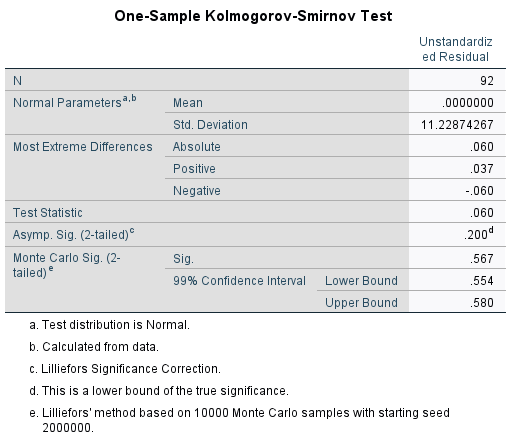 One-Sample Kolmogorov-Smirnov Test
Unstandardiz
ed Residual
N 92
Normal Parameters a,b Mean .0000000
Std. Deviation 11.22874267
Most Extreme Differences Absolute .060
Positive .037
Negative -.060
Test Statistic .060
Asymp. Sig. (2-tailed) c .200 d
Monte Carlo Sig. (2-
tailed) e Sig. .567
99% Confidence Interval Lower Bound .554
Upper Bound .580
a. Test distribution is Normal.
b. Calculated from data.
c. Lilliefors Significance Correction.
d. This is a lower bound of the true significance.
e. Lilliefors' method based on 10000 Monte Carlo samples with starting seed
2000000.